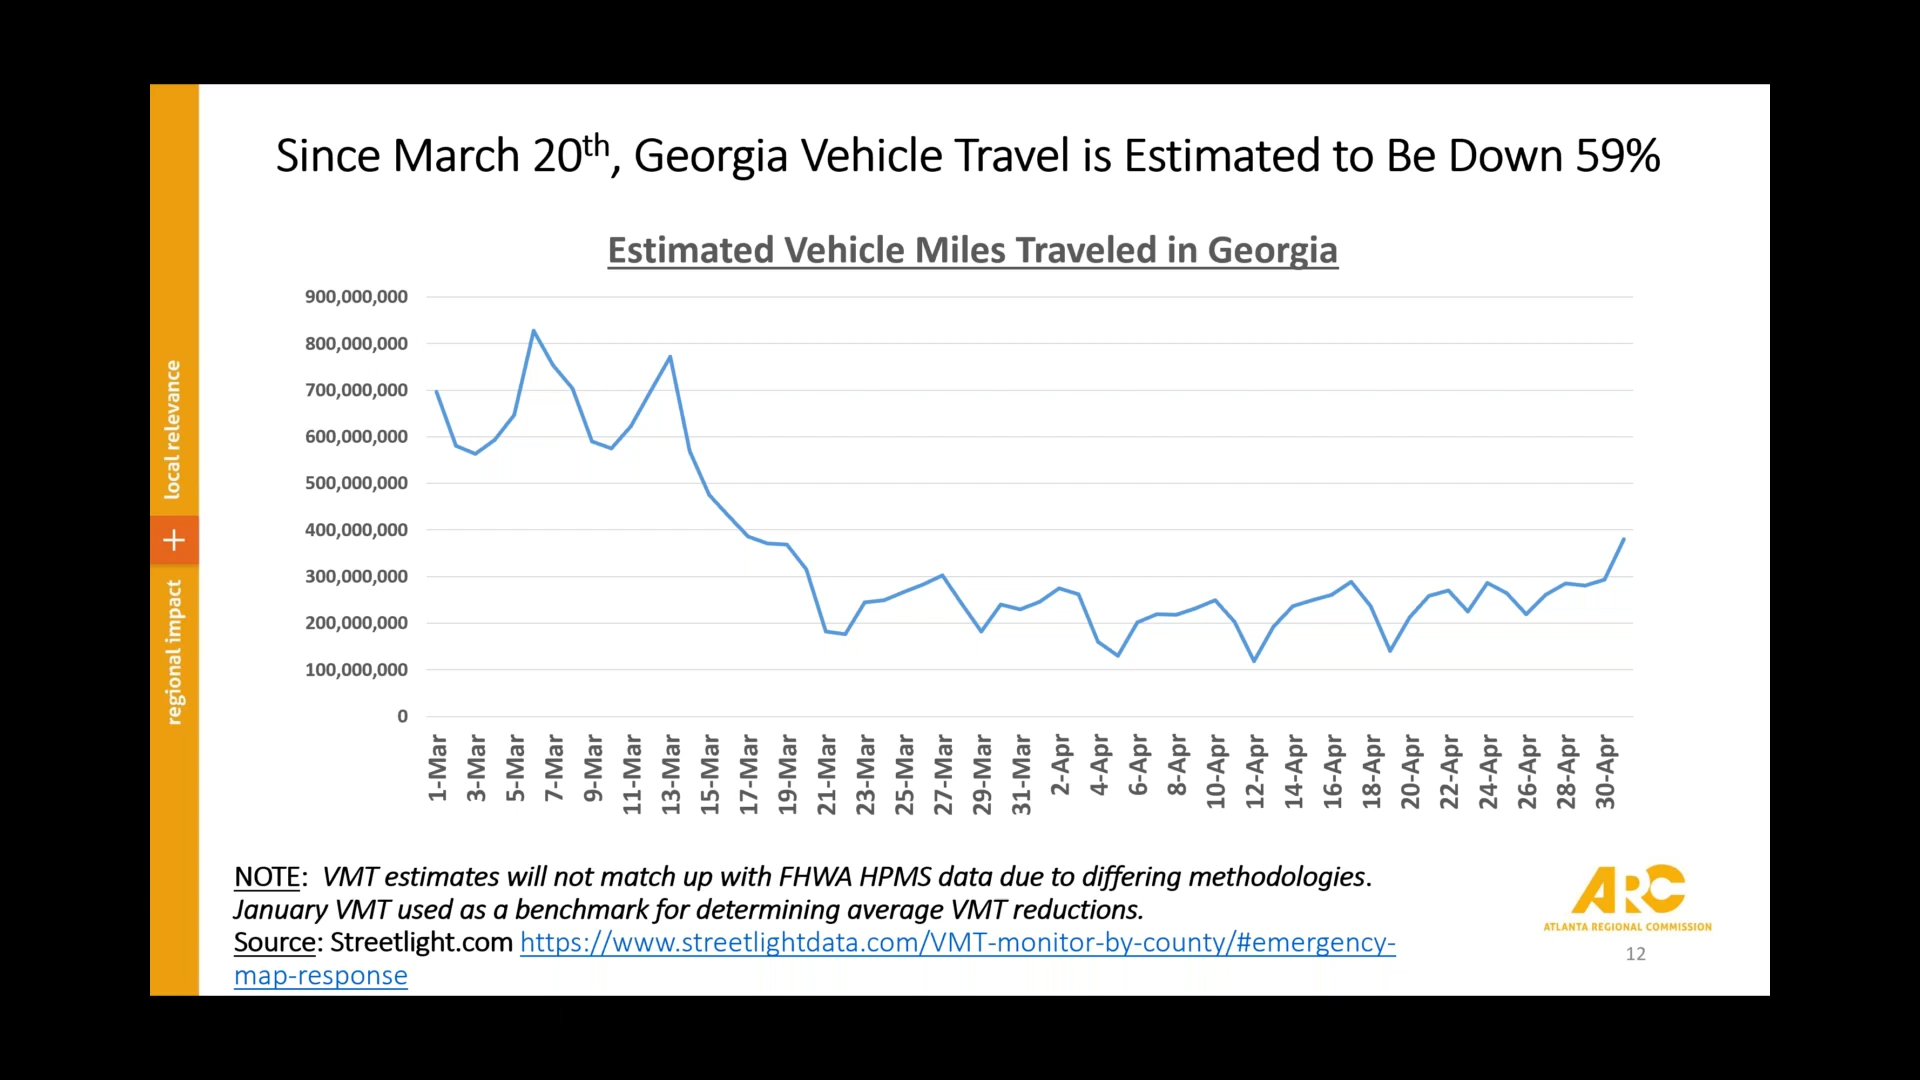 Since March 20th, Georgia Vehicle Travel is Estimated to Be Down 59%
Estimated Vehicle Miles Traveled in Georgia
900,000,000
800,000,000
700,000,000
600,000,000
500,000,000
400,000,000
300,000,000
200,000,000
100,000,000
0
1-Mar
3-Mar
5-Mar
7-Mar
9-Mar
11-Mar
13-Mar
15-Mar
17-Mar
19-Mar
21-Mar
23-Mar
25-Mar
27-Mar
29-Mar
31-Mar
2-Apr
4-Apr
6-Apr
8-Apr
10-Apr
12-Apr
14-Apr
16-Apr
18-Apr
20-Apr
22-Apr
24-Apr
26-Apr
28-Apr
30-Apr
regional impact + local relevance
NOTE: VMT estimates will not match up with FHWA HPMS data due to differing methodologies.
January VMT used as a benchmark for determining average VMT reductions.
Source: Streetlight.com https://www.streetlightdata.com/VMT-monitor-by-county/#emergency-
map-response
ARC
ATLANTA REGIONAL COMMISSION
12